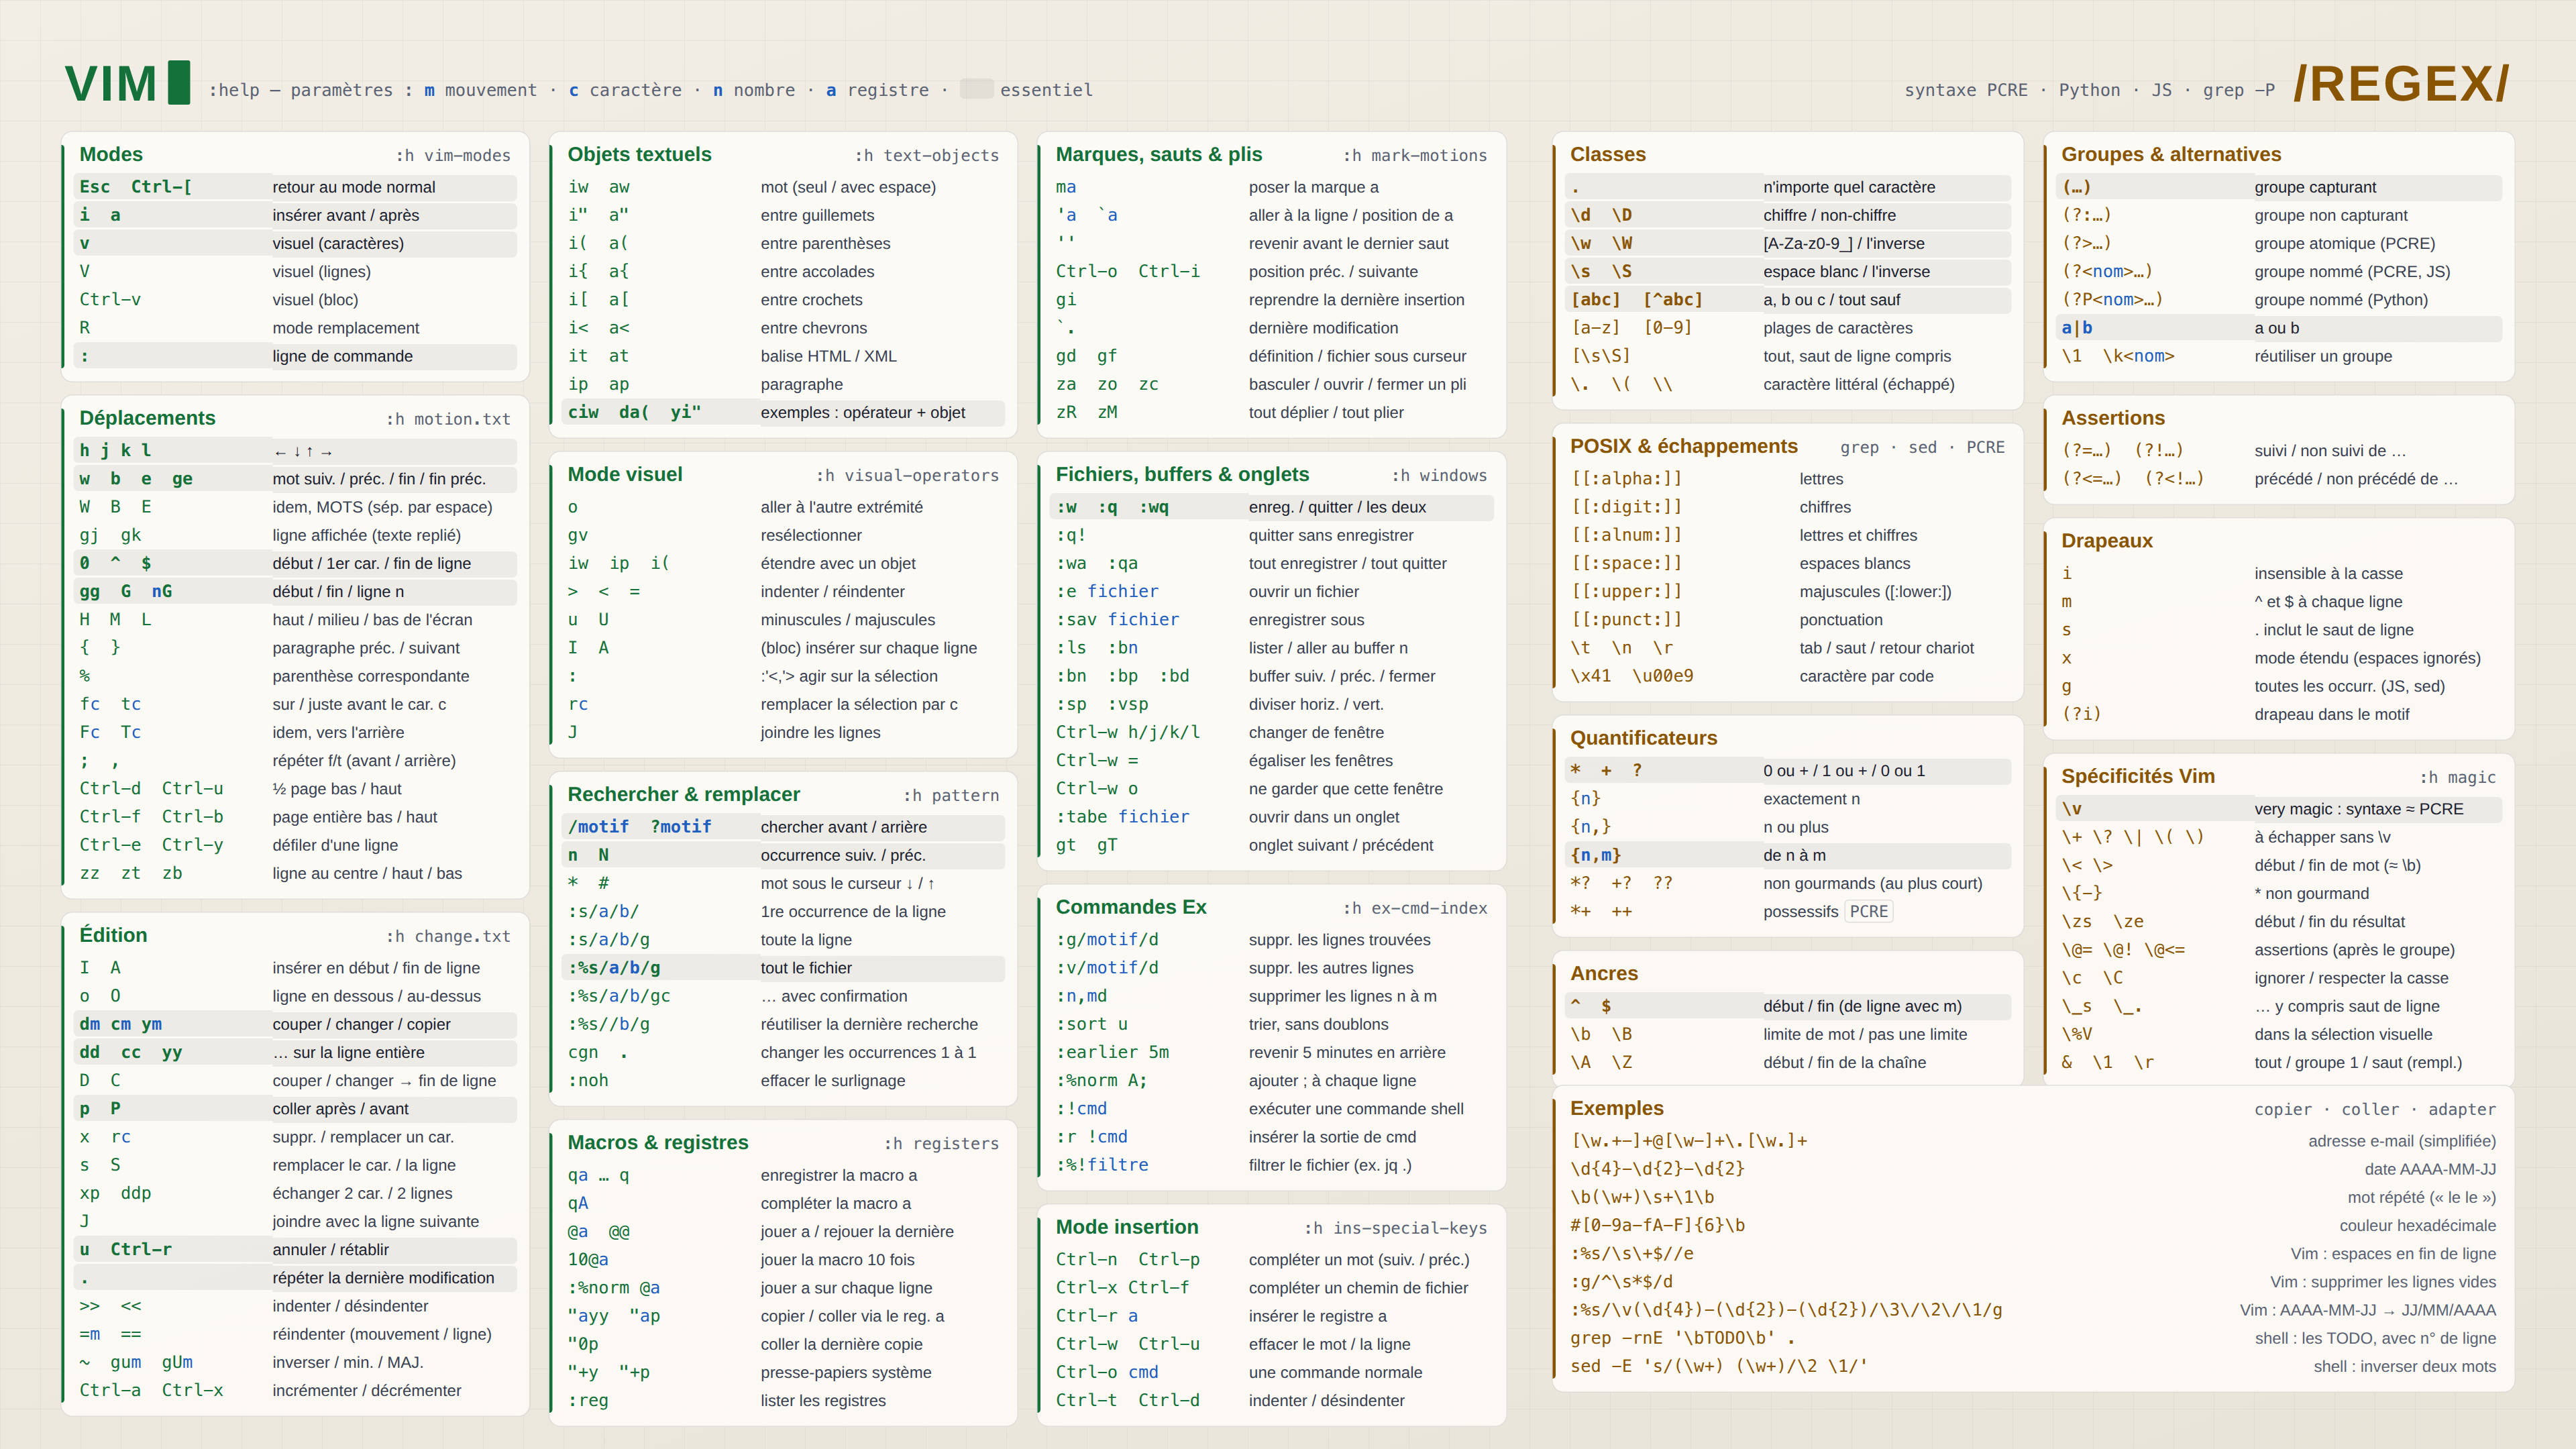 VIM
:help — paramètres : m mouvement · c caractère · n nombre · a registre · essentiel
syntaxe PCRE · Python · JS · grep -P /REGEX/
Modes :h vim-modes
Esc Ctrl-[ retour au mode normal
i a insérer avant / après
v visuel (caractères)
V visuel (lignes)
Ctrl-v visuel (bloc)
R mode remplacement
: ligne de commande
Déplacements :h motion.txt
h j k l ← ↓ ↑ →
w b e ge mot suiv. / préc. / fin / fin préc.
W B E idem, MOTS (sép. par espace)
gj gk ligne affichée (texte replié)
0 ^ $ début / 1er car. / fin de ligne
gg G nG début / fin / ligne n
H M L haut / milieu / bas de l'écran
{ } paragraphe préc. / suivant
% parenthèse correspondante
fc tc sur / juste avant le car. c
Fc Tc idem, vers l'arrière
; , répéter f/t (avant / arrière)
Ctrl-d Ctrl-u ½ page bas / haut
Ctrl-f Ctrl-b page entière bas / haut
Ctrl-e Ctrl-y défiler d'une ligne
zz zt zb ligne au centre / haut / bas
Édition :h change.txt
I A insérer en début / fin de ligne
o O ligne en dessous / au-dessus
dm cm ym couper / changer / copier
dd cc yy … sur la ligne entière
D C couper / changer → fin de ligne
p P coller après / avant
x rc suppr. / remplacer un car.
s S remplacer le car. / la ligne
xp ddp échanger 2 car. / 2 lignes
J joindre avec la ligne suivante
u Ctrl-r annuler / rétablir
. répéter la dernière modification
>> << indenter / désindenter
=m == réindenter (mouvement / ligne)
~ gum gUm inverser / min. / MAJ.
Ctrl-a Ctrl-x incrémenter / décrémenter
Objets textuels :h text-objects
iw aw mot (seul / avec espace)
i" a" entre guillemets
i( a( entre parenthèses
i{ a{ entre accolades
i[ a[ entre crochets
i< a< entre chevrons
it at balise HTML / XML
ip ap paragraphe
ciw da( yi" exemples : opérateur + objet
Mode visuel :h visual-operators
o aller à l'autre extrémité
gv resélectionner
iw ip i( étendre avec un objet
> < = indenter / réindenter
u U minuscules / majuscules
I A (bloc) insérer sur chaque ligne
: :'<,'> agir sur la sélection
rc remplacer la sélection par c
J joindre les lignes
Rechercher & remplacer :h pattern
/motif ?motif chercher avant / arrière
n N occurrence suiv. / préc.
* # mot sous le curseur ↓ / ↑
:s/a/b/ 1re occurrence de la ligne
:s/a/b/g toute la ligne
:%s/a/b/g tout le fichier
:%s/a/b/gc … avec confirmation
:%s//b/g réutiliser la dernière recherche
cgn . changer les occurrences 1 à 1
:noh effacer le surlignage
Macros & registres :h registers
qa … q enregistrer la macro a
qA compléter la macro a
@a @@ jouer a / rejouer la dernière
10@a jouer la macro 10 fois
:%norm @a jouer a sur chaque ligne
"ayy "ap copier / coller via le reg. a
"0p coller la dernière copie
"+y "+p presse-papiers système
:reg lister les registres
Marques, sauts & plis :h mark-motions
ma poser la marque a
'a `a aller à la ligne / position de a
'' revenir avant le dernier saut
Ctrl-o Ctrl-i position préc. / suivante
gi reprendre la dernière insertion
`. dernière modification
gd gf définition / fichier sous curseur
za zo zc basculer / ouvrir / fermer un pli
zR zM tout déplier / tout plier
Fichiers, buffers & onglets :h windows
:w :q :wq enreg. / quitter / les deux
:q! quitter sans enregistrer
:wa :qa tout enregistrer / tout quitter
:e fichier ouvrir un fichier
:sav fichier enregistrer sous
:ls :bn lister / aller au buffer n
:bn :bp :bd buffer suiv. / préc. / fermer
:sp :vsp diviser horiz. / vert.
Ctrl-w h/j/k/l changer de fenêtre
Ctrl-w = égaliser les fenêtres
Ctrl-w o ne garder que cette fenêtre
:tabe fichier ouvrir dans un onglet
gt gT onglet suivant / précédent
Commandes Ex :h ex-cmd-index
:g/motif/d suppr. les lignes trouvées
:v/motif/d suppr. les autres lignes
:n,md supprimer les lignes n à m
:sort u trier, sans doublons
:earlier 5m revenir 5 minutes en arrière
:%norm A; ajouter ; à chaque ligne
:!cmd exécuter une commande shell
:r !cmd insérer la sortie de cmd
:%!filtre filtrer le fichier (ex. jq .)
Mode insertion :h ins-special-keys
Ctrl-n Ctrl-p compléter un mot (suiv. / préc.)
Ctrl-x Ctrl-f compléter un chemin de fichier
Ctrl-r a insérer le registre a
Ctrl-w Ctrl-u effacer le mot / la ligne
Ctrl-o cmd une commande normale
Ctrl-t Ctrl-d indenter / désindenter
Classes
. n'importe quel caractère
\d \D chiffre / non-chiffre
\w \W [A-Za-z0-9_] / l'inverse
\s \S espace blanc / l'inverse
[abc] [^abc] a, b ou c / tout sauf
[a-z] [0-9] plages de caractères
[\s\S] tout, saut de ligne compris
\. \( \\ caractère littéral (échappé)
POSIX & échappements grep · sed · PCRE
[[:alpha:]] lettres
[[:digit:]] chiffres
[[:alnum:]] lettres et chiffres
[[:space:]] espaces blancs
[[:upper:]] majuscules ([:lower:])
[[:punct:]] ponctuation
\t \n \r tab / saut / retour chariot
\x41 \u00e9 caractère par code
Quantificateurs
* + ? 0 ou + / 1 ou + / 0 ou 1
{n} exactement n
{n,} n ou plus
{n,m} de n à m
*? +? ?? non gourmands (au plus court)
*+ ++ possessifs PCRE
Ancres
^ $ début / fin (de ligne avec m)
\b \B limite de mot / pas une limite
\A \Z début / fin de la chaîne
Groupes & alternatives
(…) groupe capturant
(?:…) groupe non capturant
(?>…) groupe atomique (PCRE)
(?<nom>…) groupe nommé (PCRE, JS)
(?P<nom>…) groupe nommé (Python)
a|b a ou b
\1 \k<nom> réutiliser un groupe
Assertions
(?=…) (?!…) suivi / non suivi de …
(?<=…) (?<!…) précédé / non précédé de …
Drapeaux
i insensible à la casse
m ^ et $ à chaque ligne
s . inclut le saut de ligne
x mode étendu (espaces ignorés)
g toutes les occurr. (JS, sed)
(?i) drapeau dans le motif
Spécificités Vim :h magic
\v very magic : syntaxe ≈ PCRE
\+ \? \| \( \) à échapper sans \v
\< \> début / fin de mot (≈ \b)
\{-} * non gourmand
\zs \ze début / fin du résultat
\@= \@! \@<= assertions (après le groupe)
\c \C ignorer / respecter la casse
\_s \_. … y compris saut de ligne
\%V dans la sélection visuelle
& \1 \r tout / groupe 1 / saut (rempl.)
Exemples copier · coller · adapter
[\w.+-]+@[\w-]+\.[\w.]+ adresse e-mail (simplifiée)
\d{4}-\d{2}-\d{2} date AAAA-MM-JJ
\b(\w+)\s+\1\b mot répété (« le le »)
#[0-9a-fA-F]{6}\b couleur hexadécimale
:%s/\s\+$//e Vim : espaces en fin de ligne
:g/^\s*$/d Vim : supprimer les lignes vides
:%s/\v(\d{4})-(\d{2})-(\d{2})/\3\/\2\/\1/g Vim : AAAA-MM-JJ → JJ/MM/AAAA
grep -rnE '\bTODO\b' . shell : les TODO, avec n° de ligne
sed -E 's/(\w+) (\w+)/\2 \1/' shell : inverser deux mots